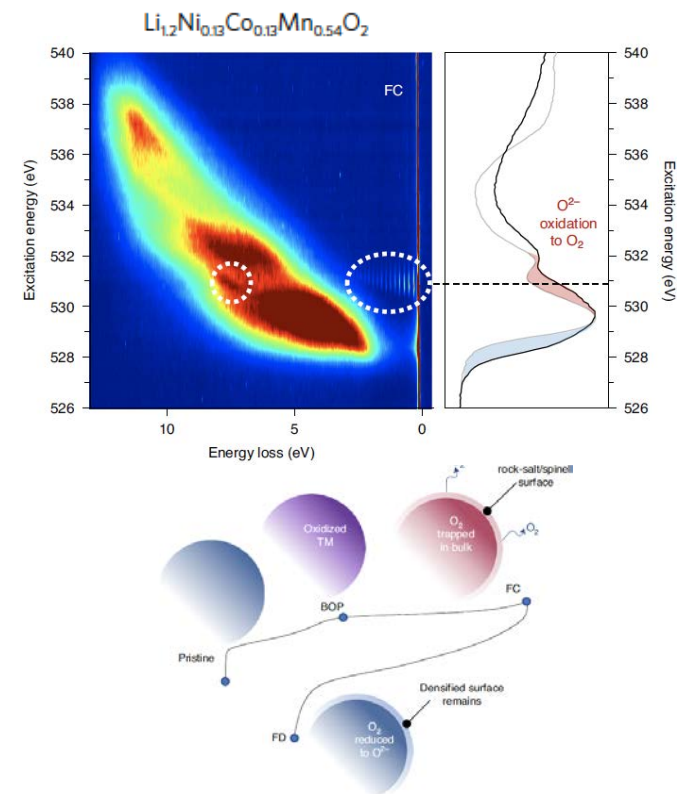 Li1.2Ni0.13Co0.13Mn0.54O2
540
538
536
534
532
530
528
526
Excitation energy (eV)
FC
10
5
0
Energy loss (eV)
O2−
oxidation
to O2
540
538
536
534
532
530
528
526
Excitation energy (eV)
rock-salt/spinell
surface
Oxidized
TM
O2
trapped
in bulk
O2
BOP
FC
Pristine
Densified surface
remains
FD
O2
reduced
to O2−